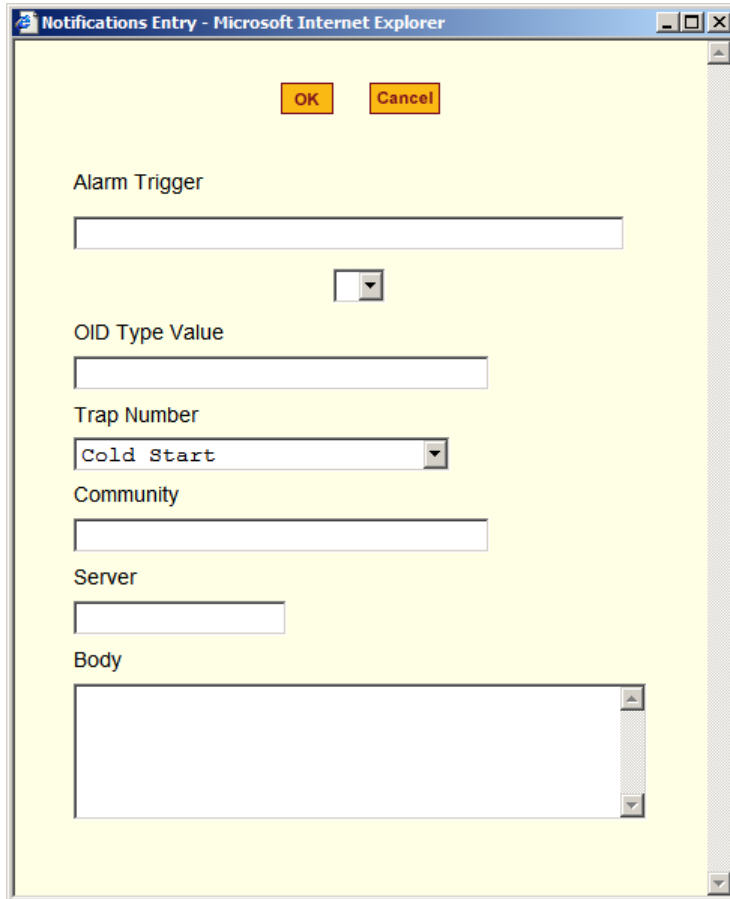 Notifications Entry - Microsoft Internet Explorer
OK Cancel
Alarm Trigger
OID Type Value
Trap Number
Cold Start
Community
Server
Body